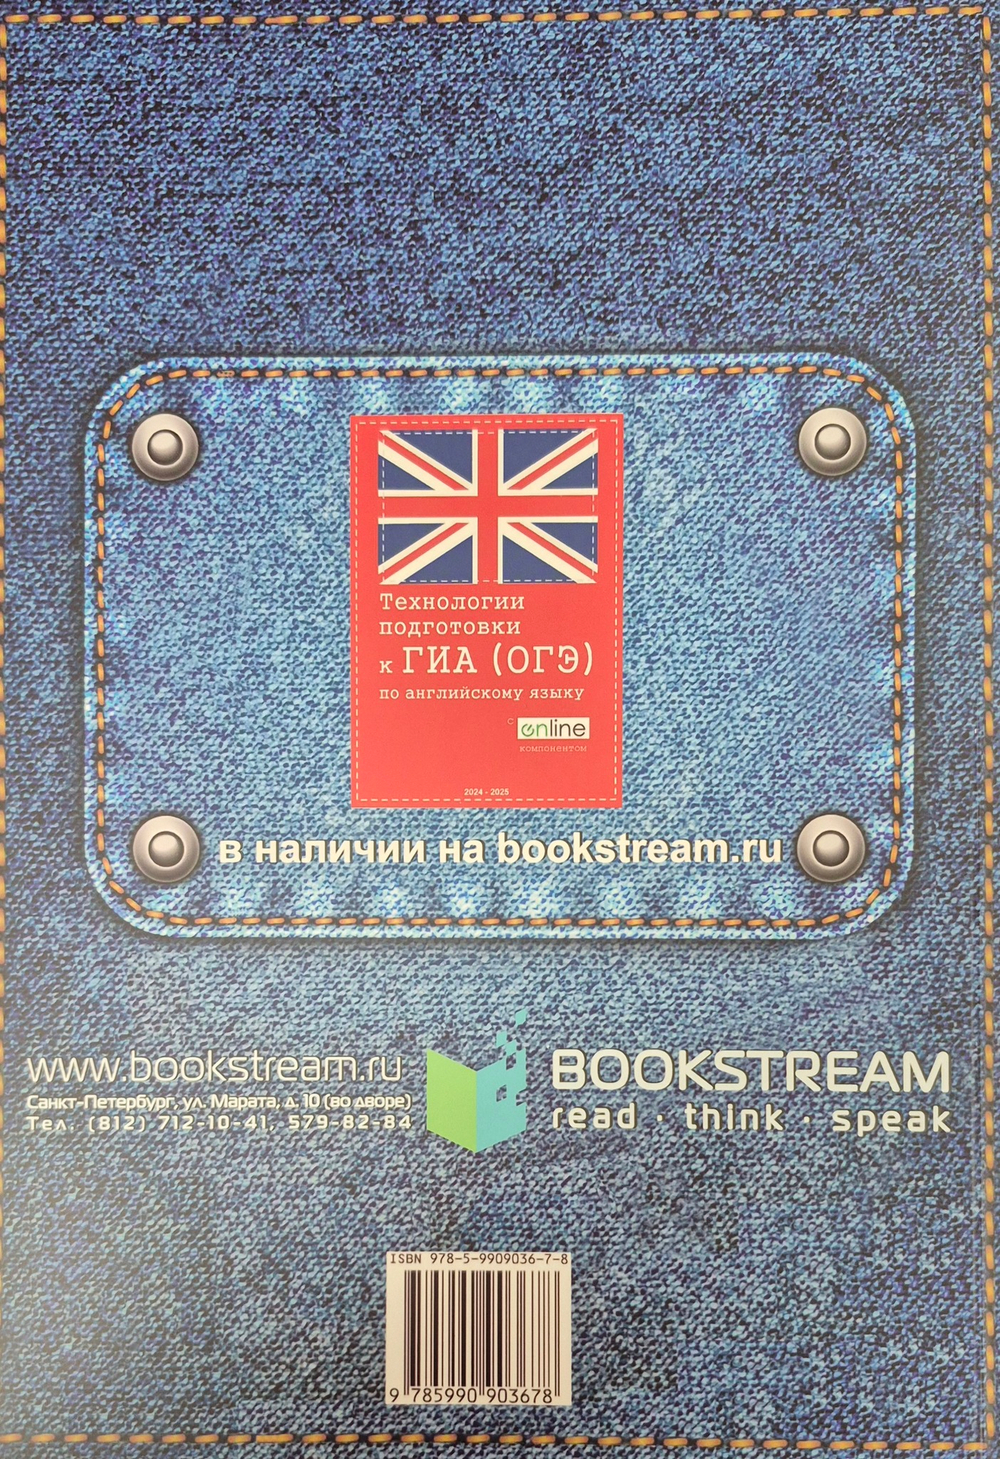 Технологии
подготовки
к ГИА (ОГЭ)
по английскому языку
с online
компонентом
2024 - 2025
в наличии на bookstream.ru
www.bookstream.ru
Санкт-Петербург, ул. Марата, д. 10 (во дворе)
Тел. (812) 712-10-41, 579-82-84
BOOKSTREAM
read · think · speak
ISBN 978-5-9909036-7-8
9 785990 903678